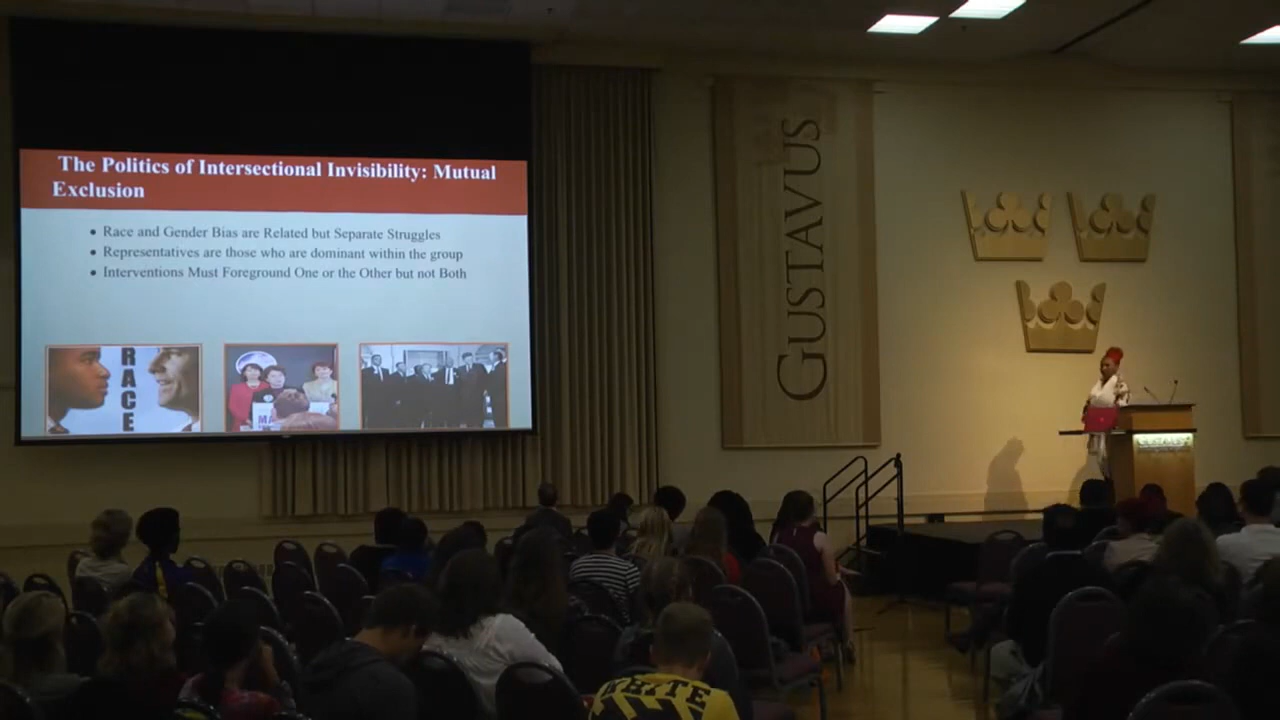 The Politics of Intersectional Invisibility: Mutual
Exclusion
• Race and Gender Bias are Related but Separate Struggles
• Representatives are those who are dominant within the group
• Interventions Must Foreground One or the Other but not Both
RACE
MA
GUSTAVUS
GUSTAVUS
WHITE